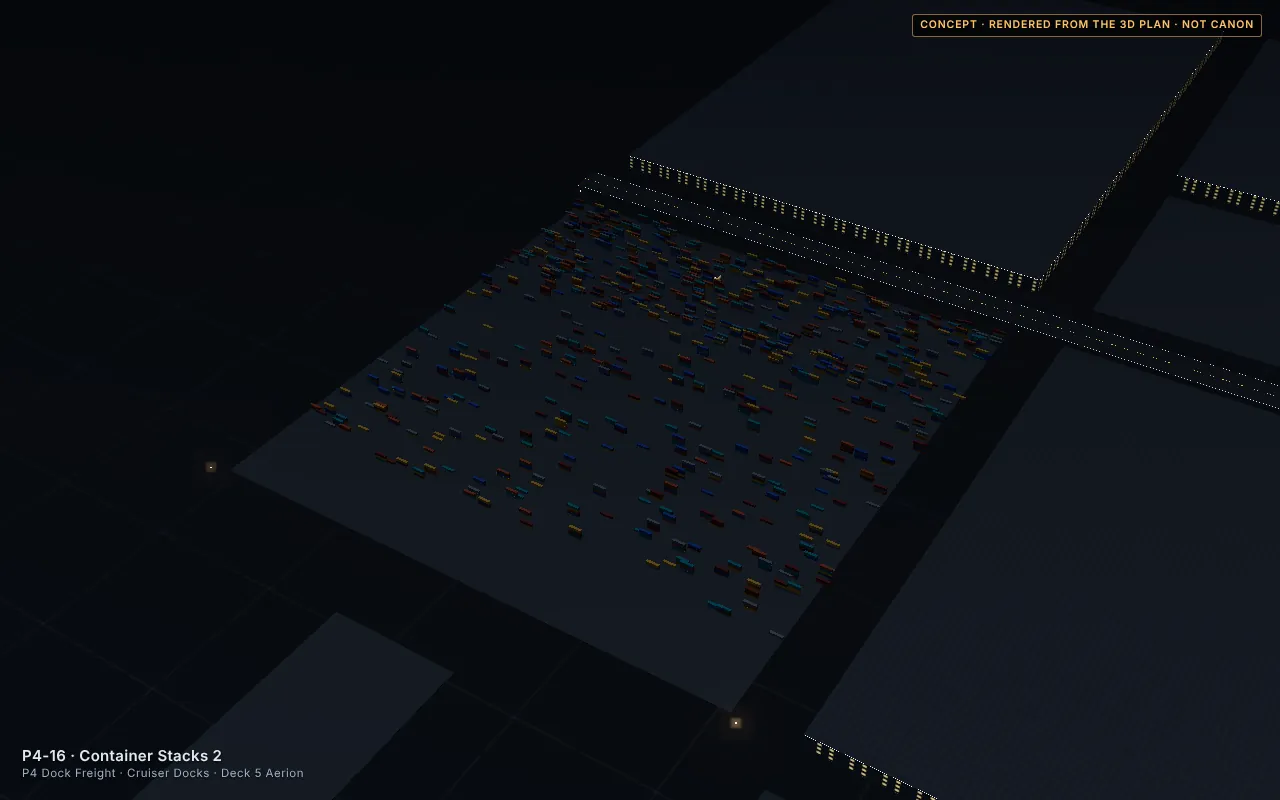 CONCEPT · RENDERED FROM THE 3D PLAN · NOT CANON
P4-16 · Container Stacks 2
P4 Dock Freight · Cruiser Docks · Deck 5 Aerion